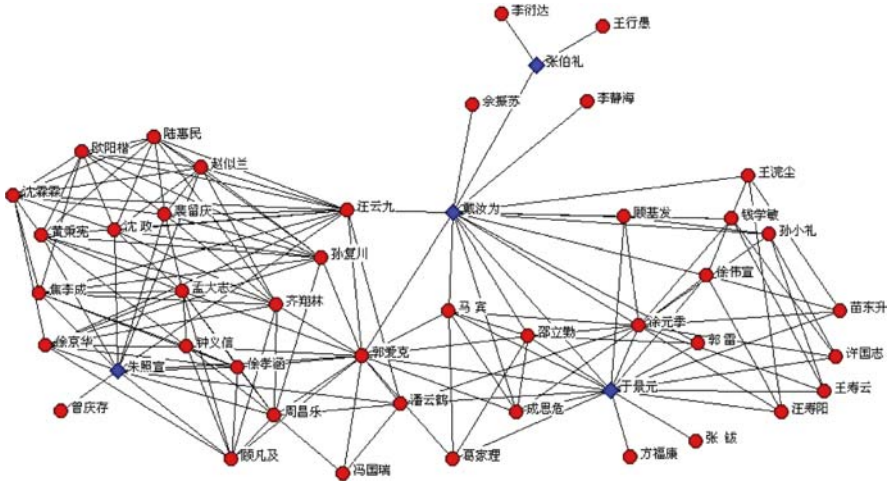 李衍达
王行愚
张伯礼
佘振苏
李静海
陆惠民
欧阳楷
赵似兰
王浣尘
沈霖霖
裴留庆
汪云九
戴汝为
顾基发
钱学敏
沈 政
黄秉宪
孙小礼
孙复川
徐伟宣
焦李成
孟大志
齐翔林
马 宾
苗东升
涂元季
邵立勤
徐京华
钟义信
郭爱克
郭 雷
许国志
朱照宣
徐孝涵
于景元
王寿云
曾庆存
周昌乐
潘云鹤
成思危
汪寿阳
顾凡及
冯国瑞
葛家理
方福康
张 钹